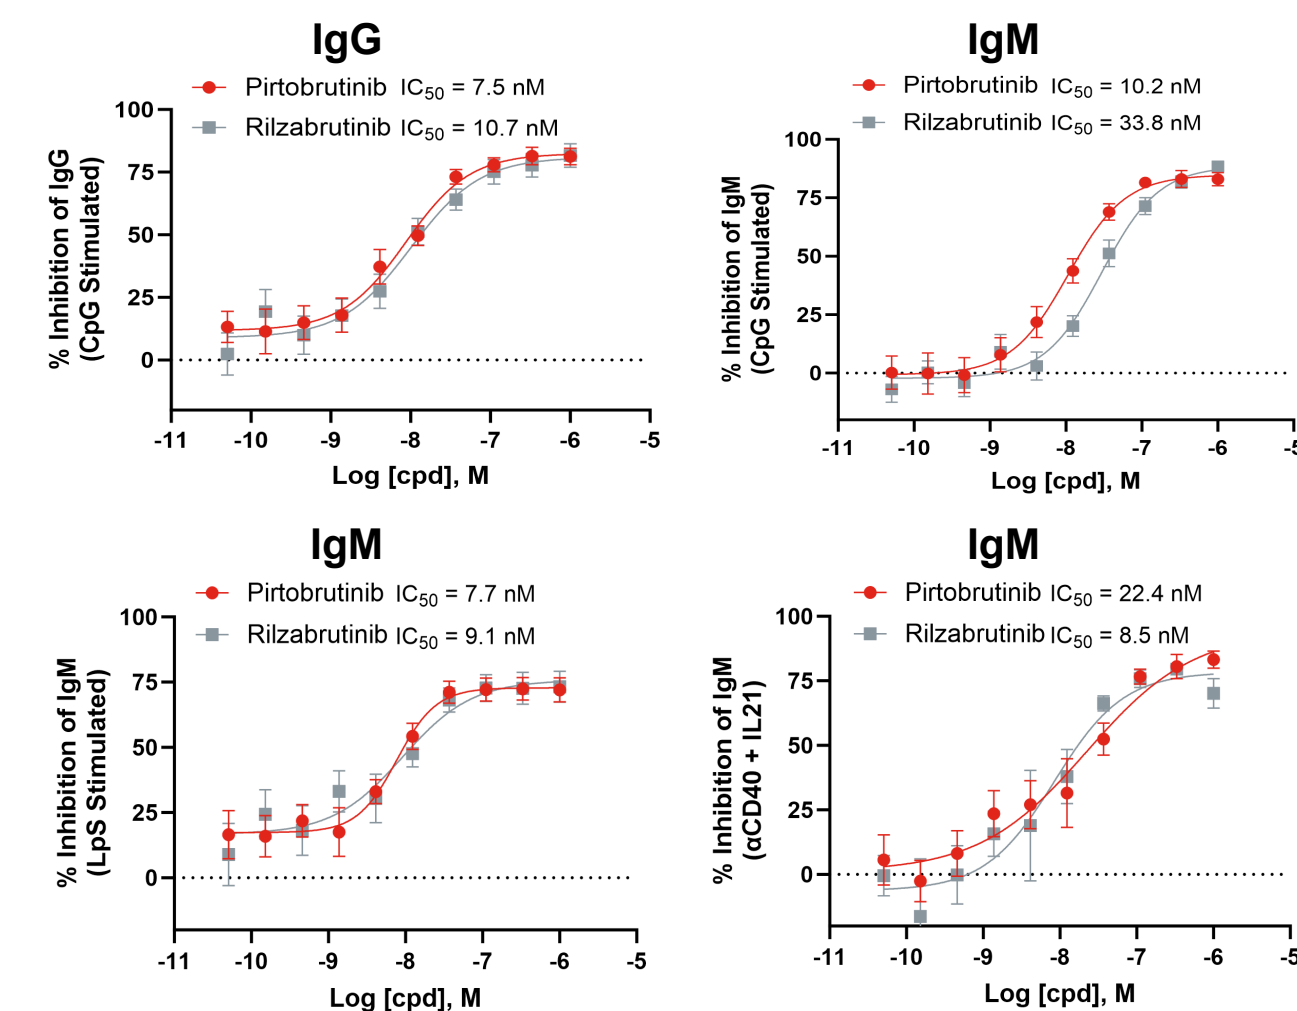 IgG
Pirtobrutinib IC50 = 7.5 nM
Rilzabrutinib IC50 = 10.7 nM
% Inhibition of IgG
(CpG Stimulated)
100
75
50
25
0
-11 -10 -9 -8 -7 -6 -5
Log [cpd], M
IgM
Pirtobrutinib IC50 = 10.2 nM
Rilzabrutinib IC50 = 33.8 nM
% Inhibition of IgM
(CpG Stimulated)
100
75
50
25
0
-11 -10 -9 -8 -7 -6 -5
Log [cpd], M
IgM
Pirtobrutinib IC50 = 7.7 nM
Rilzabrutinib IC50 = 9.1 nM
% Inhibition of IgM
(LpS Stimulated)
100
75
50
25
0
-11 -10 -9 -8 -7 -6 -5
Log [cpd], M
IgM
Pirtobrutinib IC50 = 22.4 nM
Rilzabrutinib IC50 = 8.5 nM
% Inhibition of IgM
(αCD40 + IL21)
100
75
50
25
0
-11 -10 -9 -8 -7 -6 -5
Log [cpd], M